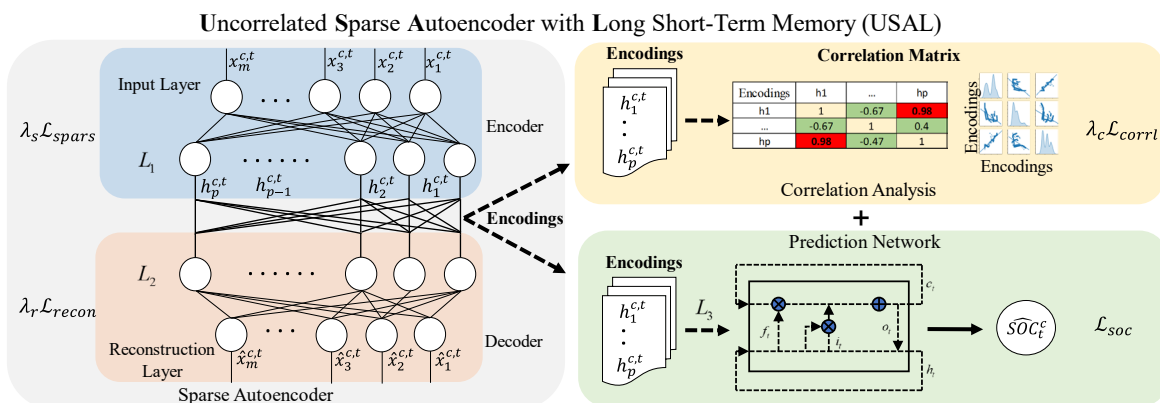 Uncorrelated Sparse Autoencoder with Long Short-Term Memory (USAL)
x_m^{c,t} x_3^{c,t} x_2^{c,t} x_1^{c,t}
Input Layer
. . .
λ_s ℒ_spars
Encoder
L_1
. . . . . .
h_p^{c,t} h_{p-1}^{c,t} h_2^{c,t} h_1^{c,t}
Encodings
L_2
. . . . . .
λ_r ℒ_recon
. . .
Decoder
Reconstruction
Layer
x̂_m^{c,t} x̂_3^{c,t} x̂_2^{c,t} x̂_1^{c,t}
Sparse Autoencoder
Encodings
h_1^{c,t}
.
.
h_p^{c,t}
Correlation Matrix
Encodings h1 ... hp
h1 1 -0.67 0.98
... -0.67 1 0.4
hp 0.98 -0.47 1
Encodings
Encodings
λ_c ℒ_corrl
Correlation Analysis
+
Prediction Network
Encodings
h_1^{c,t}
.
.
h_p^{c,t}
L_3
c_t
f_t
i_t
o_t
h_t
\widehat{SOC}_t^c
ℒ_soc